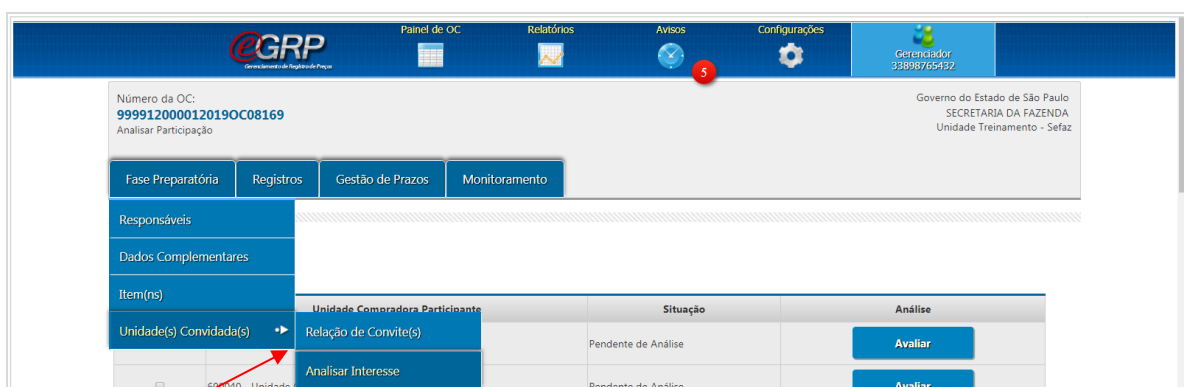 Painel de OC
Relatórios
Avisos
Configurações
eGRP
Gerenciamento de Registro de Preços
5
Gerenciador
33898765432
Número da OC:
999912000012019OC08169
Analisar Participação
Governo do Estado de São Paulo
SECRETARIA DA FAZENDA
Unidade Treinamento - Sefaz
Fase Preparatória
Registros
Gestão de Prazos
Monitoramento
Responsáveis
Dados Complementares
Item(ns)
Unidade(s) Convidada(s)
Relação de Convite(s)
Analisar Interesse
Unidade Compradora Participante
Situação
Análise
Pendente de Análise
Avaliar
Unidade
Pendente de Análise
Avaliar